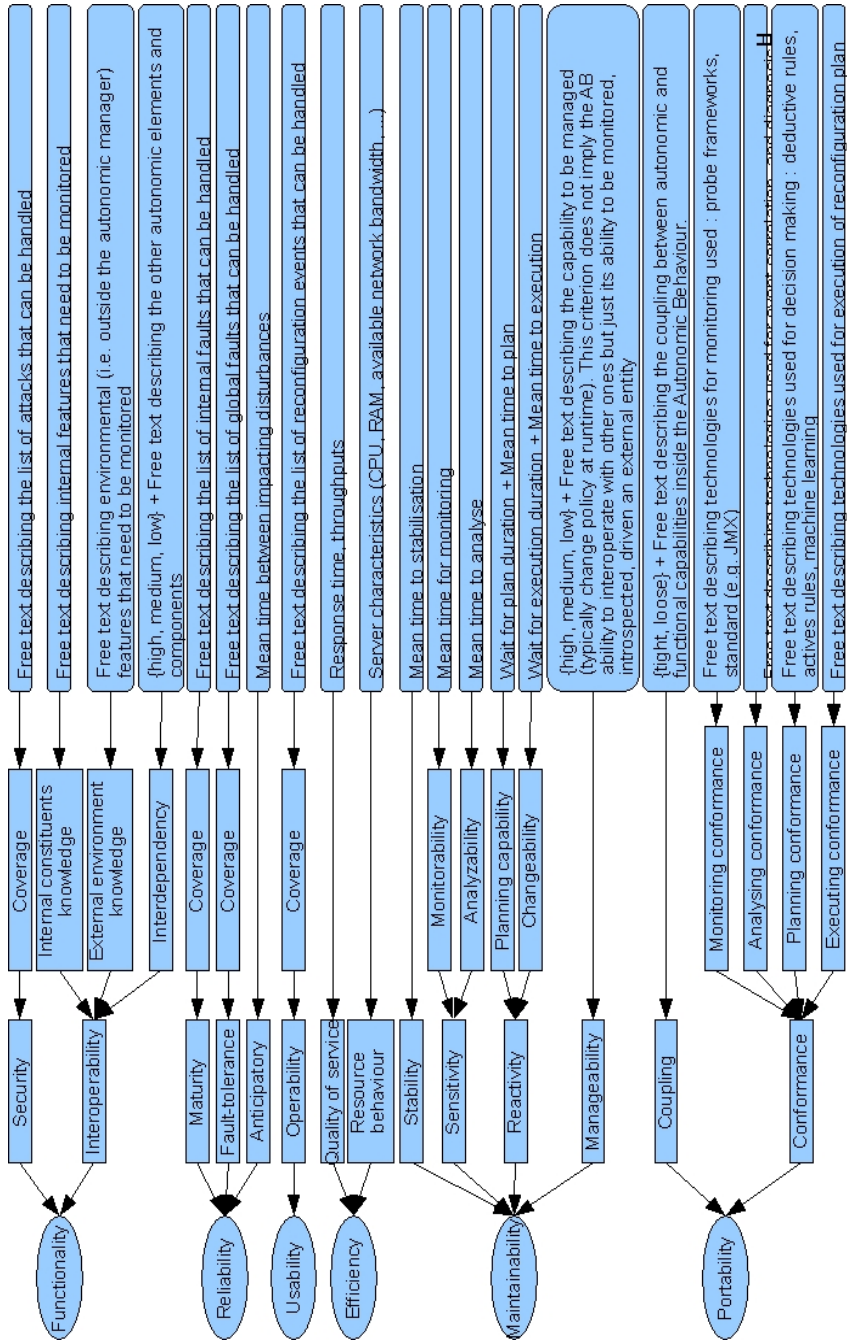 Functionality
Security
Coverage
Free text describing the list of attacks that can be handled
Interoperability
Internal constituents
knowledge
Free text describing internal features that need to be monitored
External environment
knowledge
Free text describing environmental (i.e. outside the autonomic manager)
features that need to be monitored
Interdependency
{high, medium, low} + Free text describing the other autonomic elements and
components
Reliability
Maturity
Coverage
Free text describing the list of internal faults that can be handled
Fault-tolerance
Coverage
Free text describing the list of global faults that can be handled
Anticipatory
Mean time between impacting disturbances
Usability
Operability
Coverage
Free text describing the list of reconfiguration events that can be handled
Efficiency
Quality of service
Response time, throughputs
Resource
behaviour
Server characteristics (CPU, RAM, available network bandwidth, ...)
Maintainability
Stability
Mean time to stabilisation
Sensitivity
Monitorability
Mean time for monitoring
Analyzability
Mean time to analyse
Reactivity
Planning capability
Wait for plan duration + Mean time to plan
Changeability
Wait for execution duration + Mean time to execution
Manageability
{high, medium, low} + Free text describing the capability to be managed
(typically change policy at runtime). This criterion does not imply the AB
ability to interoperate with other ones but just its ability to be monitored,
introspected, driven an external entity
Portability
Coupling
{tight, loose} + Free text describing the coupling between autonomic and
functional capabilities inside the Autonomic Behaviour.
Conformance
Monitoring conformance
Free text describing technologies for monitoring used : probe frameworks,
standard (e.g. JMX)
Analysing conformance
Free text describing technologies used for event correlation, and diagnosis
Planning conformance
Free text describing technologies used for decision making : deductive rules,
actives rules, machine learning
Executing conformance
Free text describing technologies used for execution of reconfiguration plan